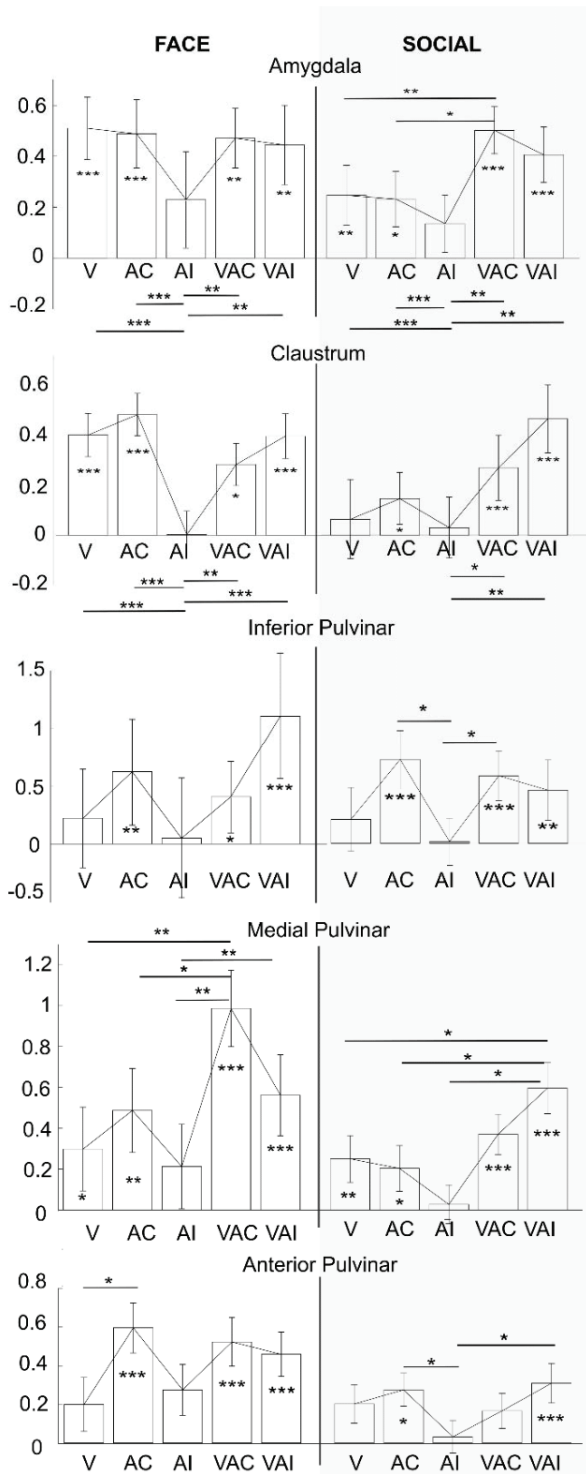 FACE SOCIAL
Amygdala
** 
0.6 *
0.4
*** *** ** ** *** ***
0.2 ** *
0
V AC AI VAC VAI V AC AI VAC VAI
-0.2 *** ** *** **
*** ** *** **
Claustrum
0.6
0.4
*** *** *** ***
0.2 * *** 
0 *
V AC AI VAC VAI V AC AI VAC VAI
-0.2 *** ** *
*** *** **
Inferior Pulvinar
1.5
1 * *
0.5 *** *** ***
** * **
0
V AC AI VAC VAI V AC AI VAC VAI
-0.5
Medial Pulvinar
** **
1.2 * *
1 ** *
0.8 *
0.6 ***
0.4 *** *** ***
0.2 * ** ** *
0
V AC AI VAC VAI V AC AI VAC VAI
Anterior Pulvinar
0.8
* *
0.6 *
0.4 *** *** ***
0.2 * ***
0
V AC AI VAC VAI V AC AI VAC VAI